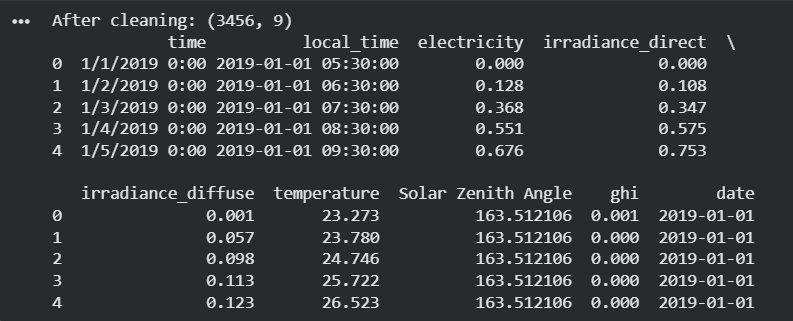 ••• After cleaning: (3456, 9)
time local_time electricity irradiance_direct \
0 1/1/2019 0:00 2019-01-01 05:30:00 0.000 0.000
1 1/2/2019 0:00 2019-01-01 06:30:00 0.128 0.108
2 1/3/2019 0:00 2019-01-01 07:30:00 0.368 0.347
3 1/4/2019 0:00 2019-01-01 08:30:00 0.551 0.575
4 1/5/2019 0:00 2019-01-01 09:30:00 0.676 0.753
irradiance_diffuse temperature Solar Zenith Angle ghi date
0 0.001 23.273 163.512106 0.001 2019-01-01
1 0.057 23.780 163.512106 0.000 2019-01-01
2 0.098 24.746 163.512106 0.000 2019-01-01
3 0.113 25.722 163.512106 0.000 2019-01-01
4 0.123 26.523 163.512106 0.000 2019-01-01